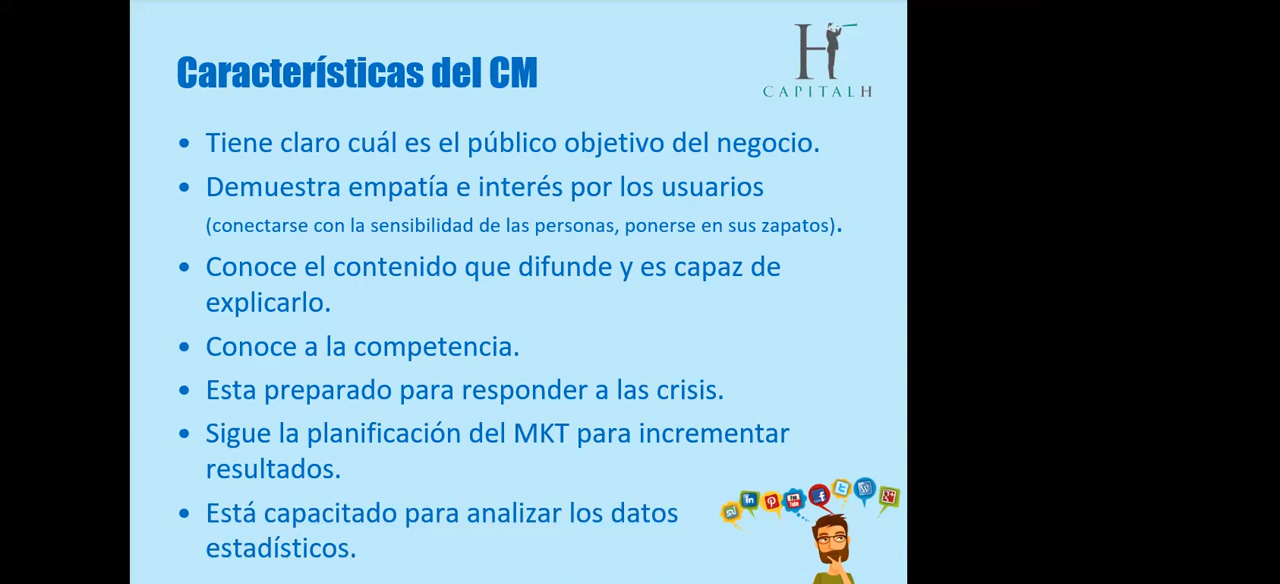 Características del CM
H
CAPITALH
• Tiene claro cuál es el público objetivo del negocio.
• Demuestra empatía e interés por los usuarios
(conectarse con la sensibilidad de las personas, ponerse en sus zapatos).
• Conoce el contenido que difunde y es capaz de
explicarlo.
• Conoce a la competencia.
• Esta preparado para responder a las crisis.
• Sigue la planificación del MKT para incrementar
resultados.
• Está capacitado para analizar los datos
estadísticos.
in
You
Tube
f